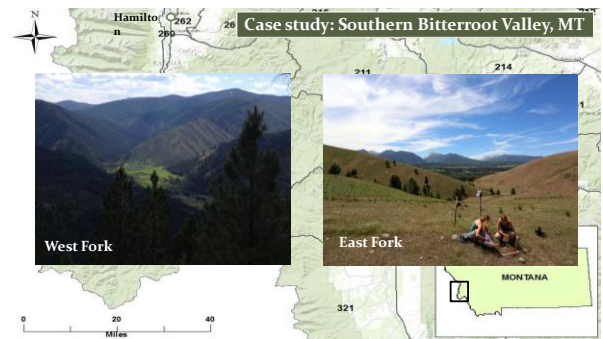 N
Hamilto
n
262
260
26
Case study: Southern Bitterroot Valley, MT
211
214
West Fork
East Fork
MONTANA
321
0 20 40
Miles